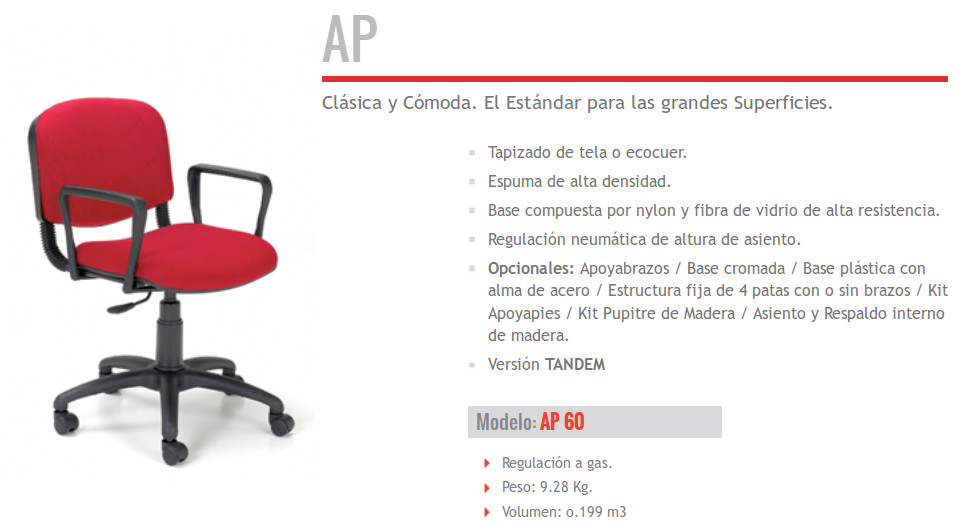 AP
Clásica y Cómoda. El Estándar para las grandes Superficies.
Tapizado de tela o ecocuer.
Espuma de alta densidad.
Base compuesta por nylon y fibra de vidrio de alta resistencia.
Regulación neumática de altura de asiento.
Opcionales: Apoyabrazos / Base cromada / Base plástica con
alma de acero / Estructura fija de 4 patas con o sin brazos / Kit
Apoyapies / Kit Pupitre de Madera / Asiento y Respaldo interno
de madera.
Versión TANDEM
Modelo: AP 60
Regulación a gas.
Peso: 9.28 Kg.
Volumen: o.199 m3